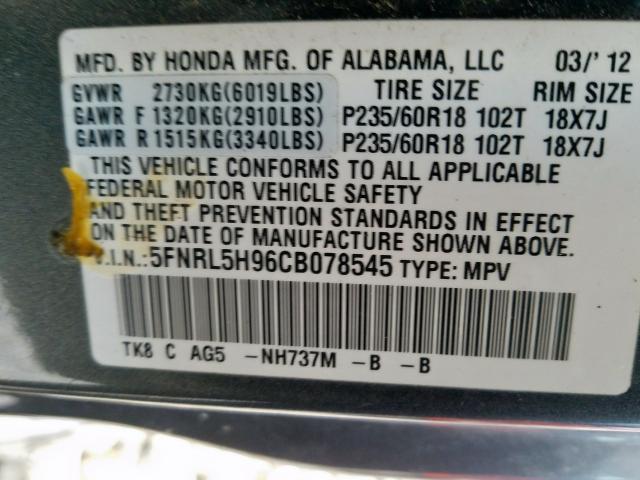 MFD. BY HONDA MFG. OF ALABAMA, LLC 03/' 12
GVWR 2730KG(6019LBS) TIRE SIZE RIM SIZE
GAWR F 1320KG(2910LBS) P235/60R18 102T 18X7J
GAWR R 1515KG(3340LBS) P235/60R18 102T 18X7J
THIS VEHICLE CONFORMS TO ALL APPLICABLE
FEDERAL MOTOR VEHICLE SAFETY
AND THEFT PREVENTION STANDARDS IN EFFECT
ON THE DATE OF MANUFACTURE SHOWN ABOVE.
V.I.N.:5FNRL5H96CB078545 TYPE: MPV
TK8 C AG5 -NH737M -B -B